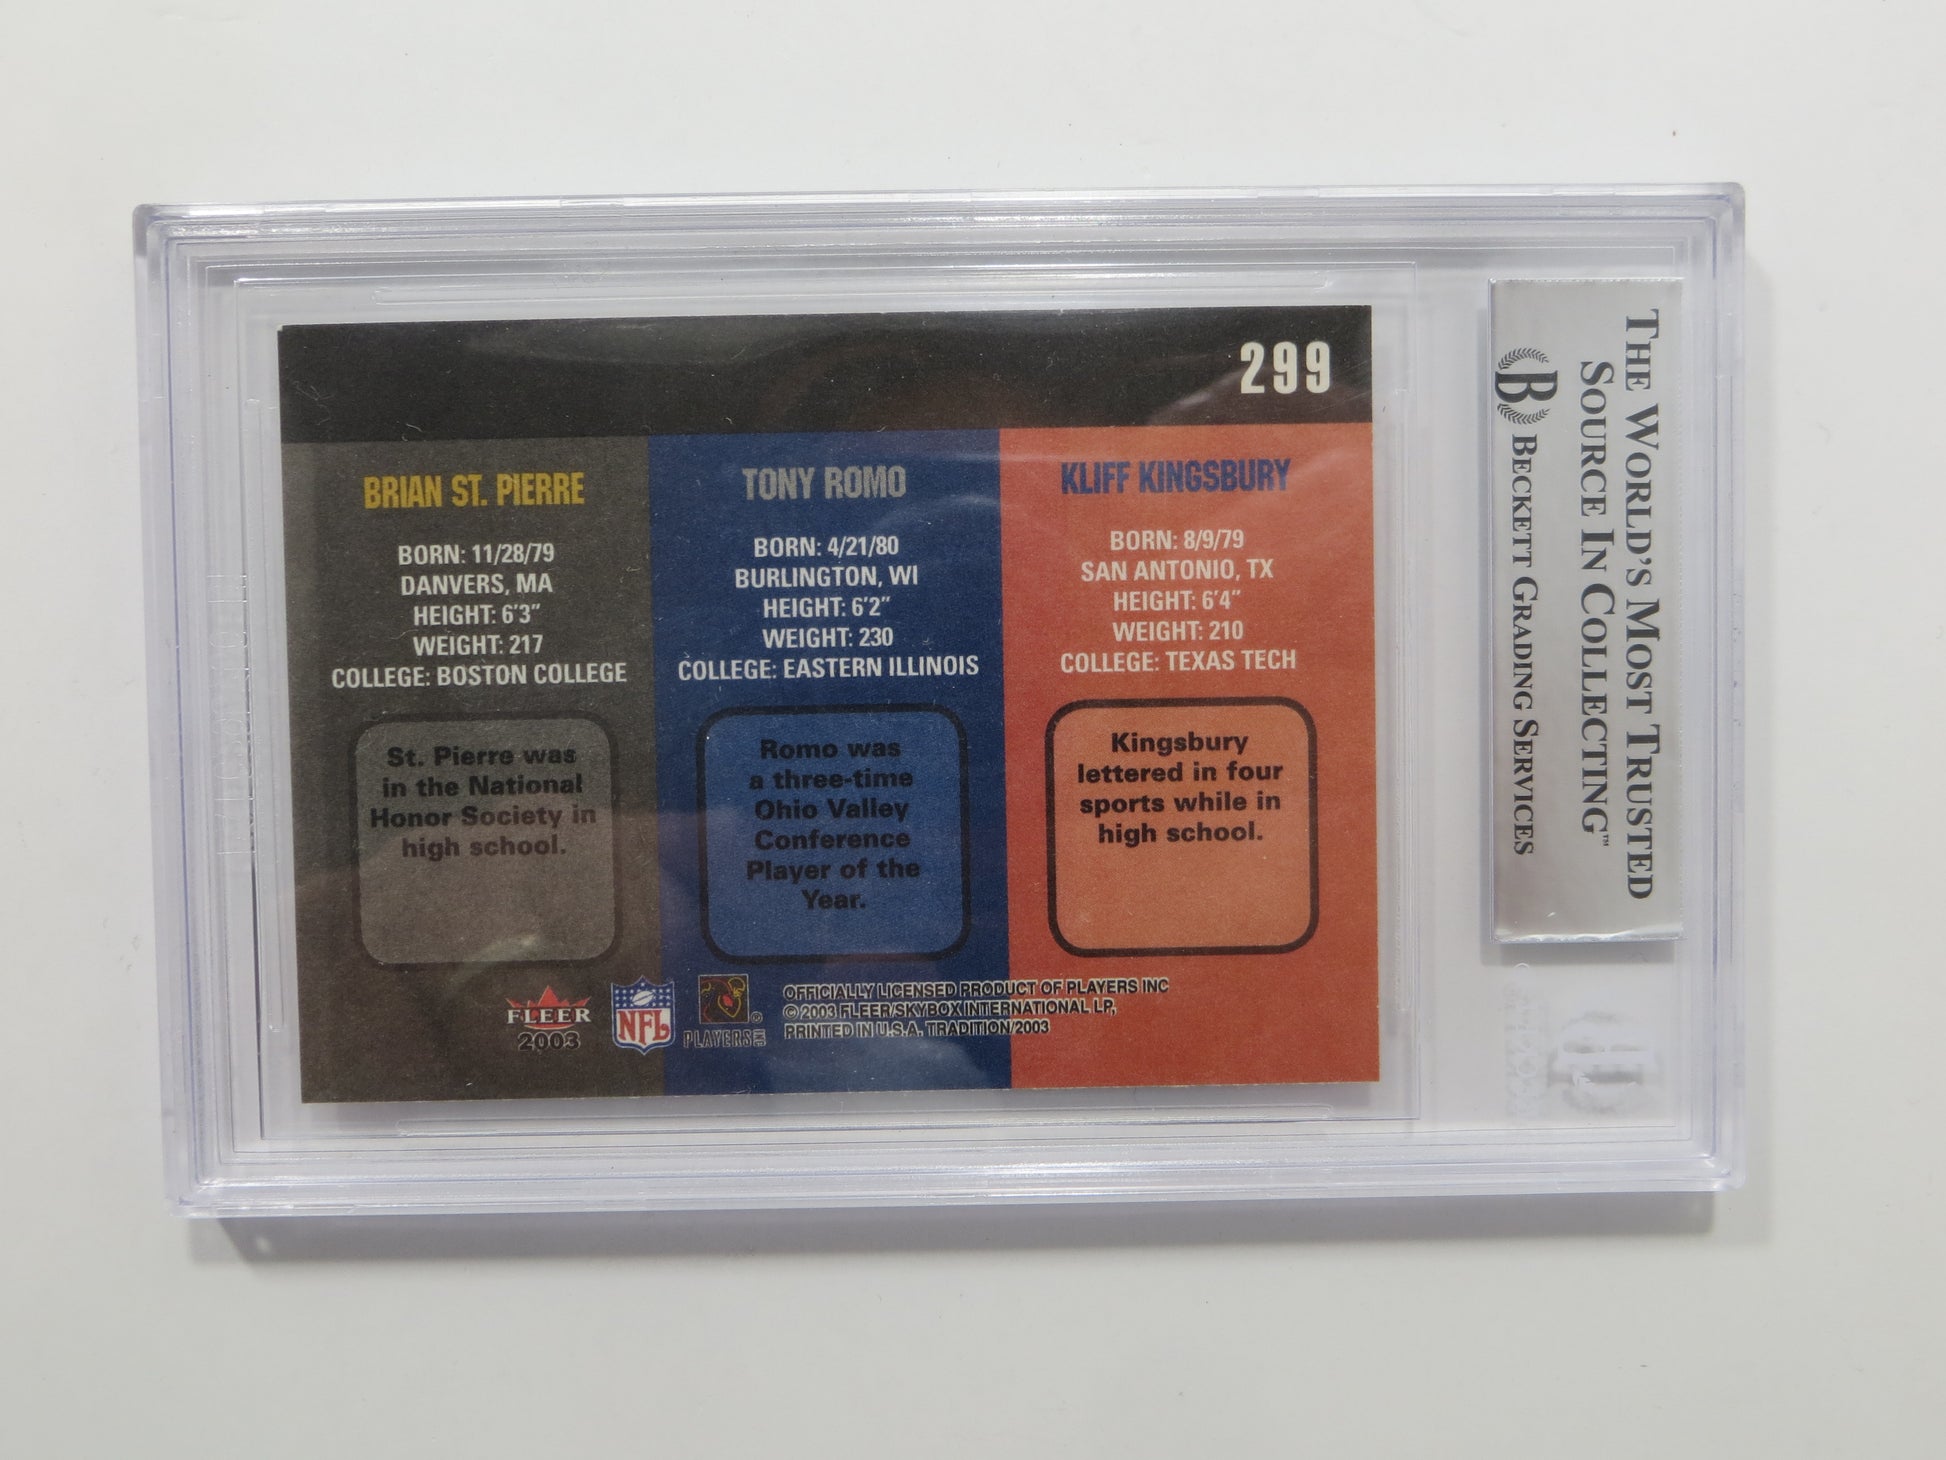 299
BRIAN ST. PIERRE
BORN: 11/28/79
DANVERS, MA
HEIGHT: 6'3"
WEIGHT: 217
COLLEGE: BOSTON COLLEGE
St. Pierre was
in the National
Honor Society in
high school.
TONY ROMO
BORN: 4/21/80
BURLINGTON, WI
HEIGHT: 6'2"
WEIGHT: 230
COLLEGE: EASTERN ILLINOIS
Romo was
a three-time
Ohio Valley
Conference
Player of the
Year.
KLIFF KINGSBURY
BORN: 8/9/79
SAN ANTONIO, TX
HEIGHT: 6'4"
WEIGHT: 210
COLLEGE: TEXAS TECH
Kingsbury
lettered in four
sports while in
high school.
FLEER
2003
NFL
PLAYERS INC
®
OFFICIALLY LICENSED PRODUCT OF PLAYERS INC
© 2003 FLEER/SKYBOX INTERNATIONAL LP,
PRINTED IN U.S.A. TRADITION/2003
THE WORLD'S MOST TRUSTED
SOURCE IN COLLECTING™
B BECKETT GRADING SERVICES